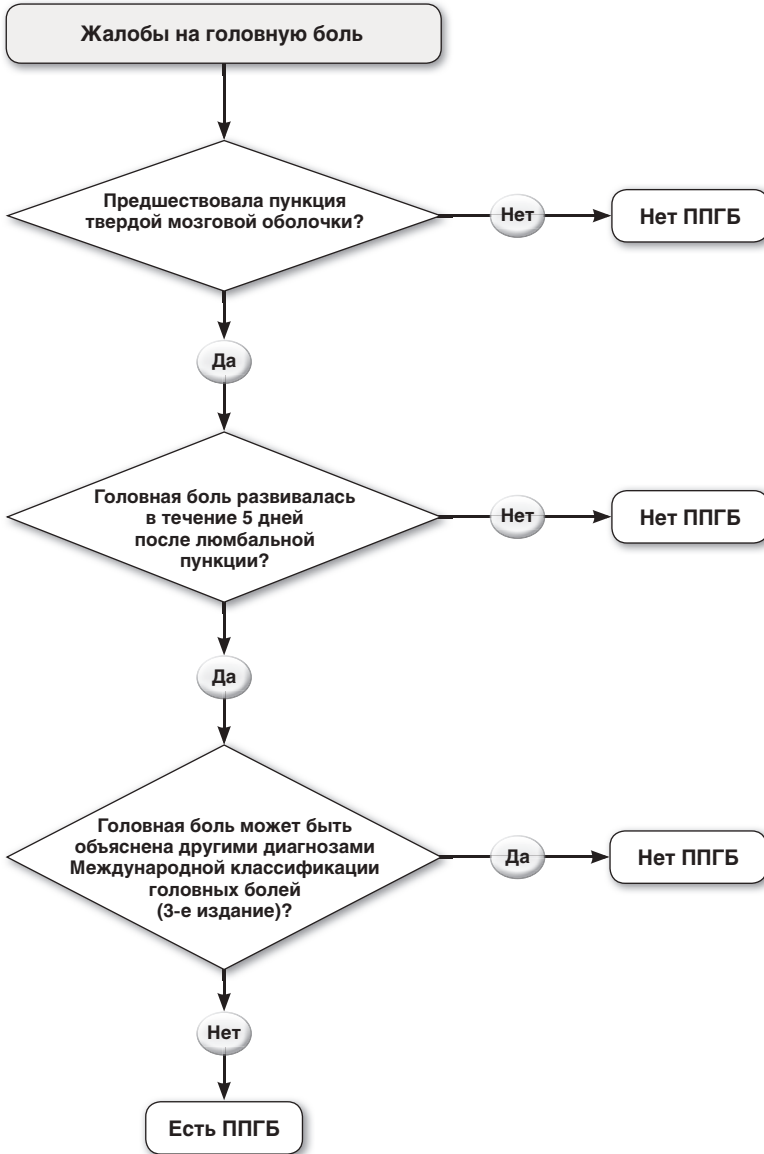 Жалобы на головную боль
Предшествовала пункция
твердой мозговой оболочки?
Нет
Нет ППГБ
Да
Головная боль развивалась
в течение 5 дней
после люмбальной
пункции?
Нет
Нет ППГБ
Да
Головная боль может быть
объяснена другими диагнозами
Международной классификации
головных болей
(3-е издание)?
Да
Нет ППГБ
Нет
Есть ППГБ